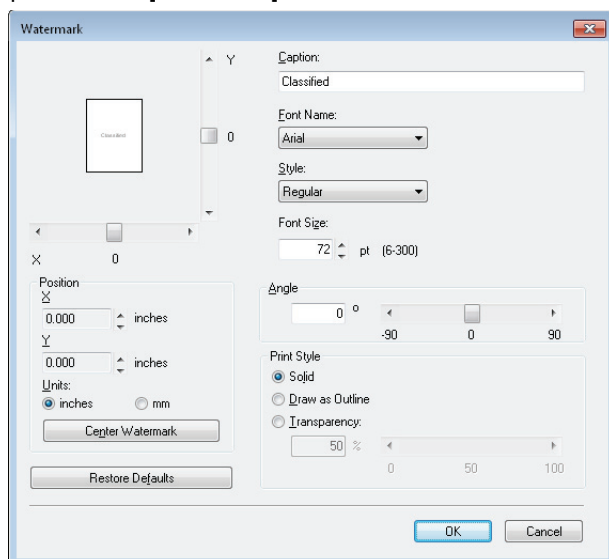 Watermark
Y
Classified
0
X 0
Position
X
0.000 inches
Y
0.000 inches
Units:
inches mm
Center Watermark
Restore Defaults
Caption:
Classified
Font Name:
Arial
Style:
Regular
Font Size:
72 pt (6-300)
Angle
0 °
-90 0 90
Print Style
Solid
Draw as Outline
Transparency:
50 %
0 50 100
OK Cancel